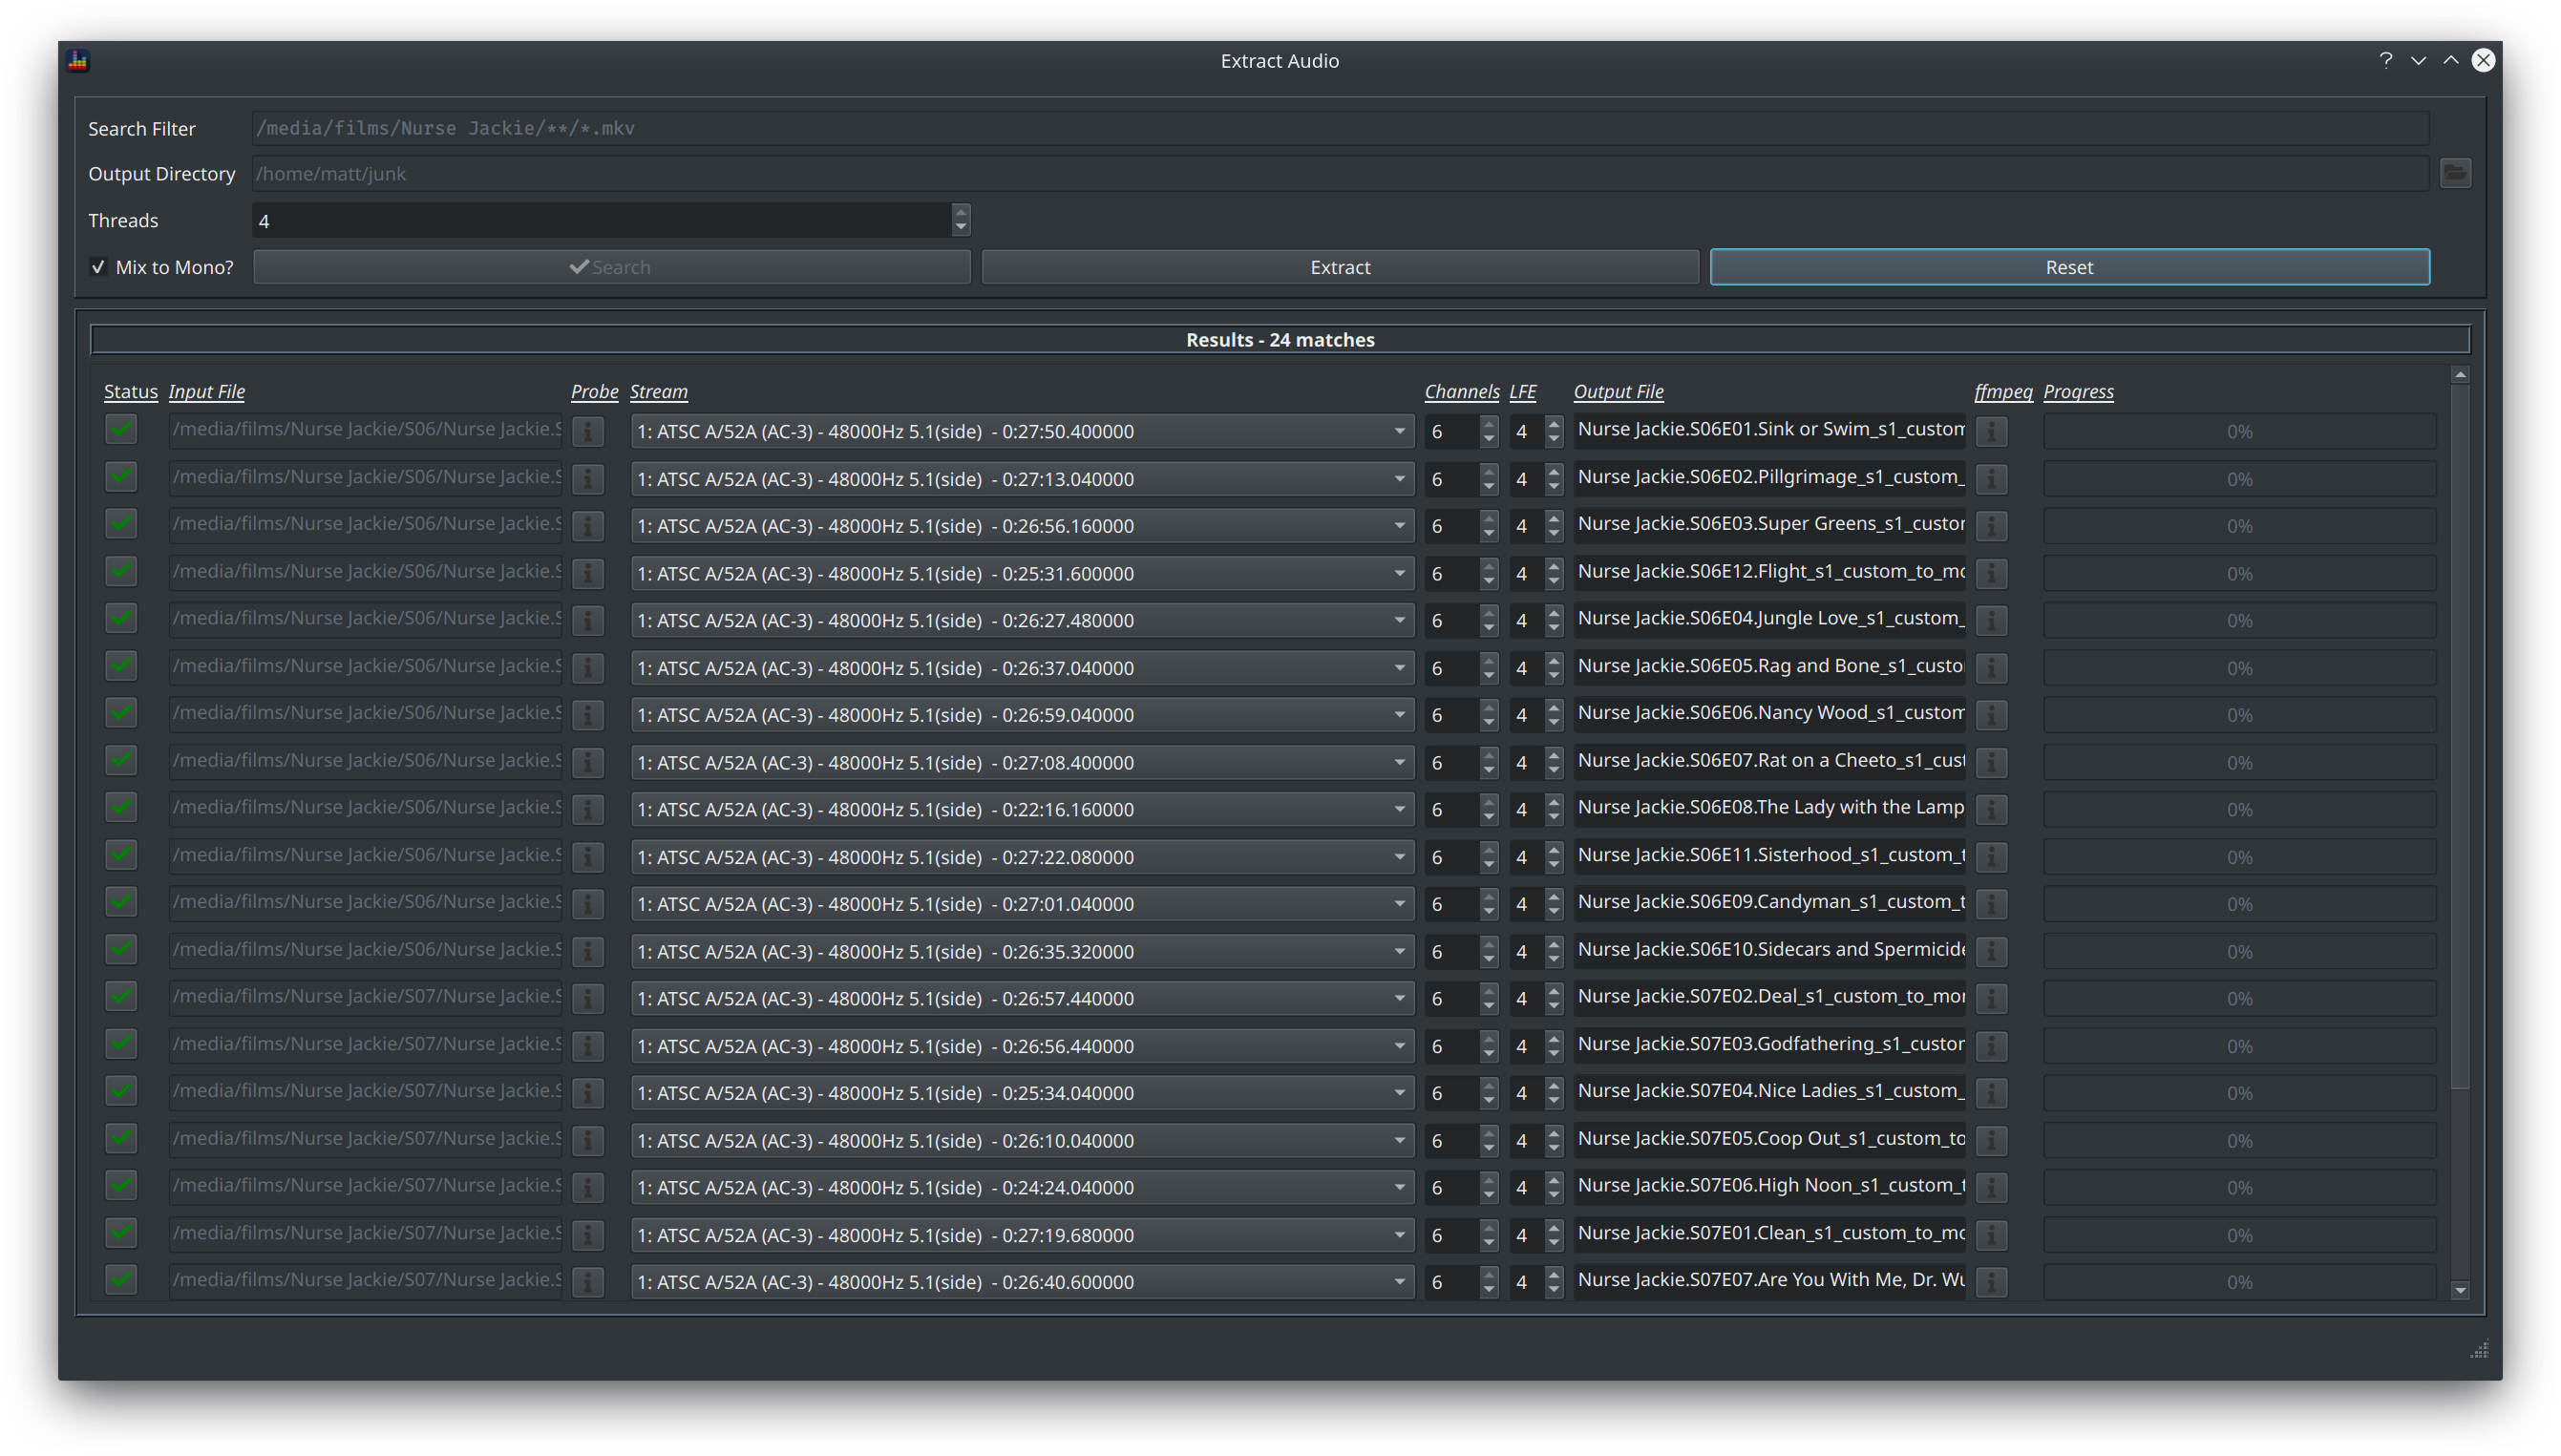 Extract Audio
Search Filter /media/films/Nurse Jackie/**/*.mkv
Output Directory /home/matt/junk
Threads 4
Mix to Mono? Search Extract Reset
Results - 24 matches
Status Input File Probe Stream Channels LFE Output File ffmpeg Progress
/media/films/Nurse Jackie/S06/Nurse Jackie.S 1: ATSC A/52A (AC-3) - 48000Hz 5.1(side) - 0:27:50.400000 6 4 Nurse Jackie.S06E01.Sink or Swim_s1_custom 0%
/media/films/Nurse Jackie/S06/Nurse Jackie.S 1: ATSC A/52A (AC-3) - 48000Hz 5.1(side) - 0:27:13.040000 6 4 Nurse Jackie.S06E02.Pillgrimage_s1_custom_ 0%
/media/films/Nurse Jackie/S06/Nurse Jackie.S 1: ATSC A/52A (AC-3) - 48000Hz 5.1(side) - 0:26:56.160000 6 4 Nurse Jackie.S06E03.Super Greens_s1_custor 0%
/media/films/Nurse Jackie/S06/Nurse Jackie.S 1: ATSC A/52A (AC-3) - 48000Hz 5.1(side) - 0:25:31.600000 6 4 Nurse Jackie.S06E12.Flight_s1_custom_to_mc 0%
/media/films/Nurse Jackie/S06/Nurse Jackie.S 1: ATSC A/52A (AC-3) - 48000Hz 5.1(side) - 0:26:27.480000 6 4 Nurse Jackie.S06E04.Jungle Love_s1_custom_ 0%
/media/films/Nurse Jackie/S06/Nurse Jackie.S 1: ATSC A/52A (AC-3) - 48000Hz 5.1(side) - 0:26:37.040000 6 4 Nurse Jackie.S06E05.Rag and Bone_s1_custo 0%
/media/films/Nurse Jackie/S06/Nurse Jackie.S 1: ATSC A/52A (AC-3) - 48000Hz 5.1(side) - 0:26:59.040000 6 4 Nurse Jackie.S06E06.Nancy Wood_s1_custom 0%
/media/films/Nurse Jackie/S06/Nurse Jackie.S 1: ATSC A/52A (AC-3) - 48000Hz 5.1(side) - 0:27:08.400000 6 4 Nurse Jackie.S06E07.Rat on a Cheeto_s1_cust 0%
/media/films/Nurse Jackie/S06/Nurse Jackie.S 1: ATSC A/52A (AC-3) - 48000Hz 5.1(side) - 0:22:16.160000 6 4 Nurse Jackie.S06E08.The Lady with the Lamp 0%
/media/films/Nurse Jackie/S06/Nurse Jackie.S 1: ATSC A/52A (AC-3) - 48000Hz 5.1(side) - 0:27:22.080000 6 4 Nurse Jackie.S06E11.Sisterhood_s1_custom_t 0%
/media/films/Nurse Jackie/S06/Nurse Jackie.S 1: ATSC A/52A (AC-3) - 48000Hz 5.1(side) - 0:27:01.040000 6 4 Nurse Jackie.S06E09.Candyman_s1_custom_t 0%
/media/films/Nurse Jackie/S06/Nurse Jackie.S 1: ATSC A/52A (AC-3) - 48000Hz 5.1(side) - 0:26:35.320000 6 4 Nurse Jackie.S06E10.Sidecars and Spermicide 0%
/media/films/Nurse Jackie/S07/Nurse Jackie.S 1: ATSC A/52A (AC-3) - 48000Hz 5.1(side) - 0:26:57.440000 6 4 Nurse Jackie.S07E02.Deal_s1_custom_to_mor 0%
/media/films/Nurse Jackie/S07/Nurse Jackie.S 1: ATSC A/52A (AC-3) - 48000Hz 5.1(side) - 0:26:56.440000 6 4 Nurse Jackie.S07E03.Godfathering_s1_custor 0%
/media/films/Nurse Jackie/S07/Nurse Jackie.S 1: ATSC A/52A (AC-3) - 48000Hz 5.1(side) - 0:25:34.040000 6 4 Nurse Jackie.S07E04.Nice Ladies_s1_custom_ 0%
/media/films/Nurse Jackie/S07/Nurse Jackie.S 1: ATSC A/52A (AC-3) - 48000Hz 5.1(side) - 0:26:10.040000 6 4 Nurse Jackie.S07E05.Coop Out_s1_custom_to 0%
/media/films/Nurse Jackie/S07/Nurse Jackie.S 1: ATSC A/52A (AC-3) - 48000Hz 5.1(side) - 0:24:24.040000 6 4 Nurse Jackie.S07E06.High Noon_s1_custom_t 0%
/media/films/Nurse Jackie/S07/Nurse Jackie.S 1: ATSC A/52A (AC-3) - 48000Hz 5.1(side) - 0:27:19.680000 6 4 Nurse Jackie.S07E01.Clean_s1_custom_to_mc 0%
/media/films/Nurse Jackie/S07/Nurse Jackie.S 1: ATSC A/52A (AC-3) - 48000Hz 5.1(side) - 0:26:40.600000 6 4 Nurse Jackie.S07E07.Are You With Me, Dr. Wu 0%